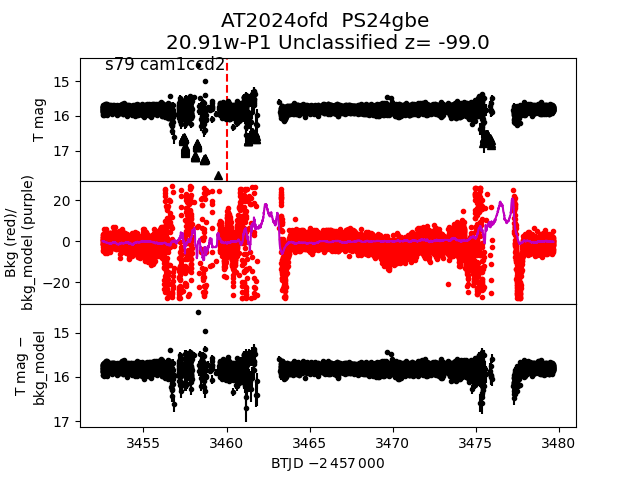 AT2024ofd PS24gbe
20.91w-P1 Unclassified z= -99.0
s79 cam1ccd2
T mag
15
16
17
Bkg (red)/
bkg_model (purple)
20
0
−20
T mag −
bkg_model
15
16
17
3455
3460
3465
3470
3475
3480
BTJD −2 457 000